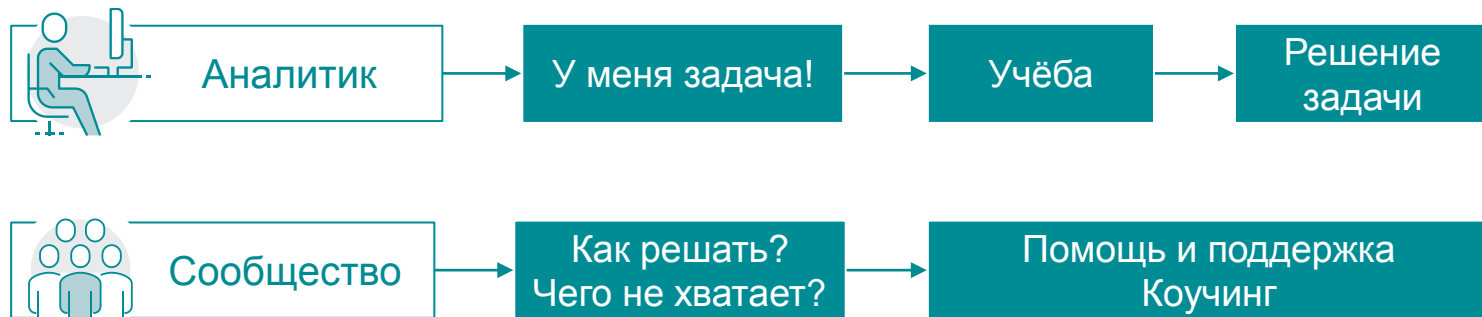 Аналитик
У меня задача!
Учёба
Решение
задачи
Сообщество
Как решать?
Чего не хватает?
Помощь и поддержка
Коучинг